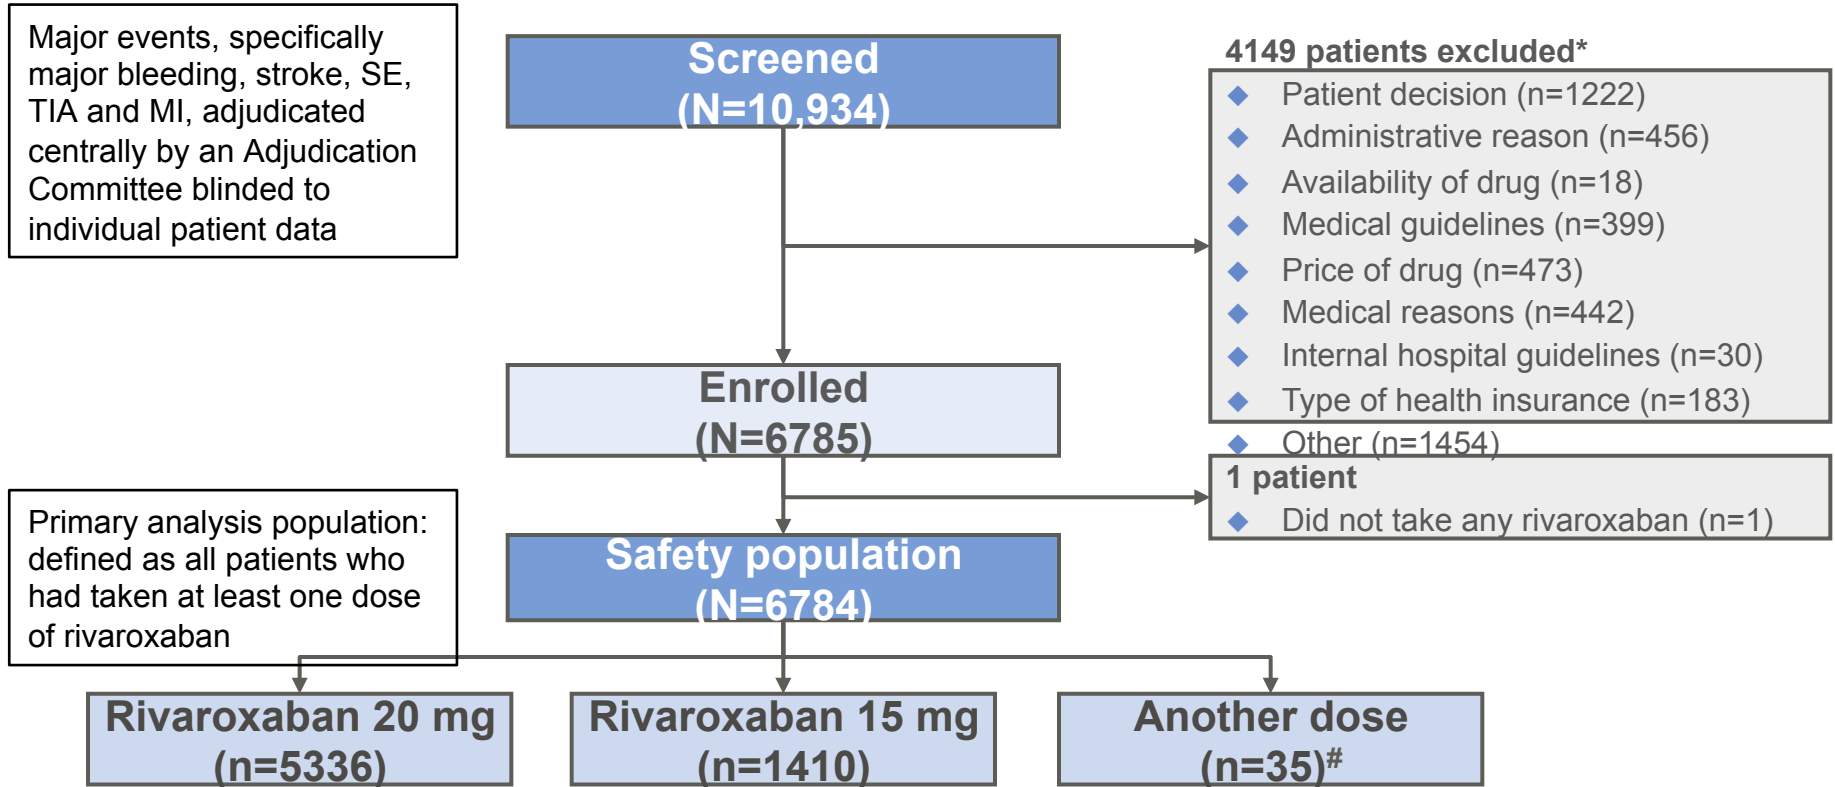 Major events, specifically
major bleeding, stroke, SE,
TIA and MI, adjudicated
centrally by an Adjudication
Committee blinded to
individual patient data
Screened
(N=10,934)
4149 patients excluded*
Patient decision (n=1222)
Administrative reason (n=456)
Availability of drug (n=18)
Medical guidelines (n=399)
Price of drug (n=473)
Medical reasons (n=442)
Internal hospital guidelines (n=30)
Type of health insurance (n=183)
Other (n=1454)
Enrolled
(N=6785)
1 patient
Did not take any rivaroxaban (n=1)
Primary analysis population:
defined as all patients who
had taken at least one dose
of rivaroxaban
Safety population
(N=6784)
Rivaroxaban 20 mg
(n=5336)
Rivaroxaban 15 mg
(n=1410)
Another dose
(n=35)#